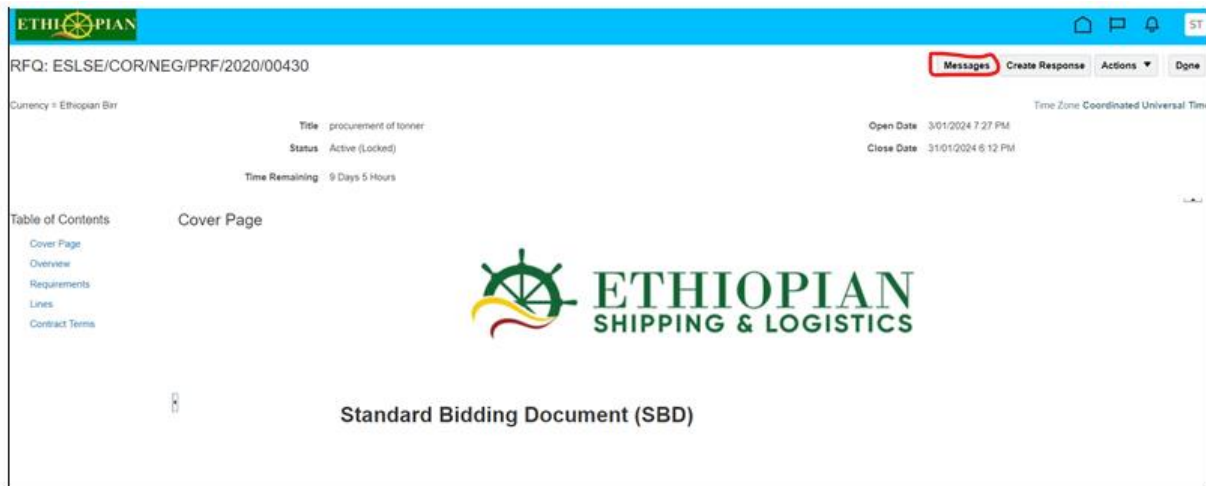 ETHIOPIAN
ST
RFQ: ESLSE/COR/NEG/PRF/2020/00430
Messages Create Response Actions Done
Currency = Ethiopian Birr
Time Zone Coordinated Universal Time
Title procurement of tonner
Open Date 3/01/2024 7:27 PM
Status Active (Locked)
Close Date 31/01/2024 6:12 PM
Time Remaining 9 Days 5 Hours
Table of Contents
Cover Page
Cover Page
Overview
Requirements
Lines
Contract Terms
ETHIOPIAN
SHIPPING & LOGISTICS
Standard Bidding Document (SBD)